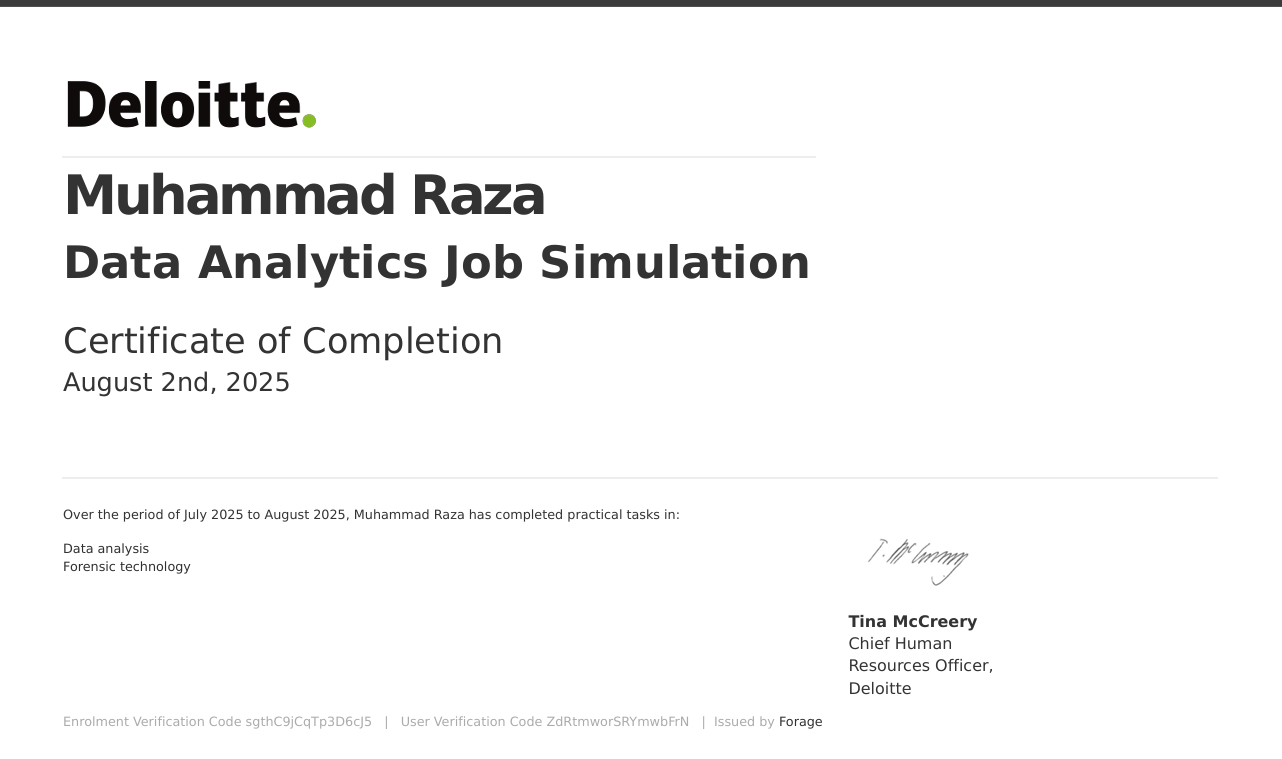 Deloitte.
Muhammad Raza
Data Analytics Job Simulation
Certificate of Completion
August 2nd, 2025
Over the period of July 2025 to August 2025, Muhammad Raza has completed practical tasks in:
Data analysis
Forensic technology
T. McCreery
Tina McCreery
Chief Human
Resources Officer,
Deloitte
Enrolment Verification Code sgthC9jCqTp3D6cJ5 | User Verification Code ZdRtmworSRYmwbFrN | Issued by Forage